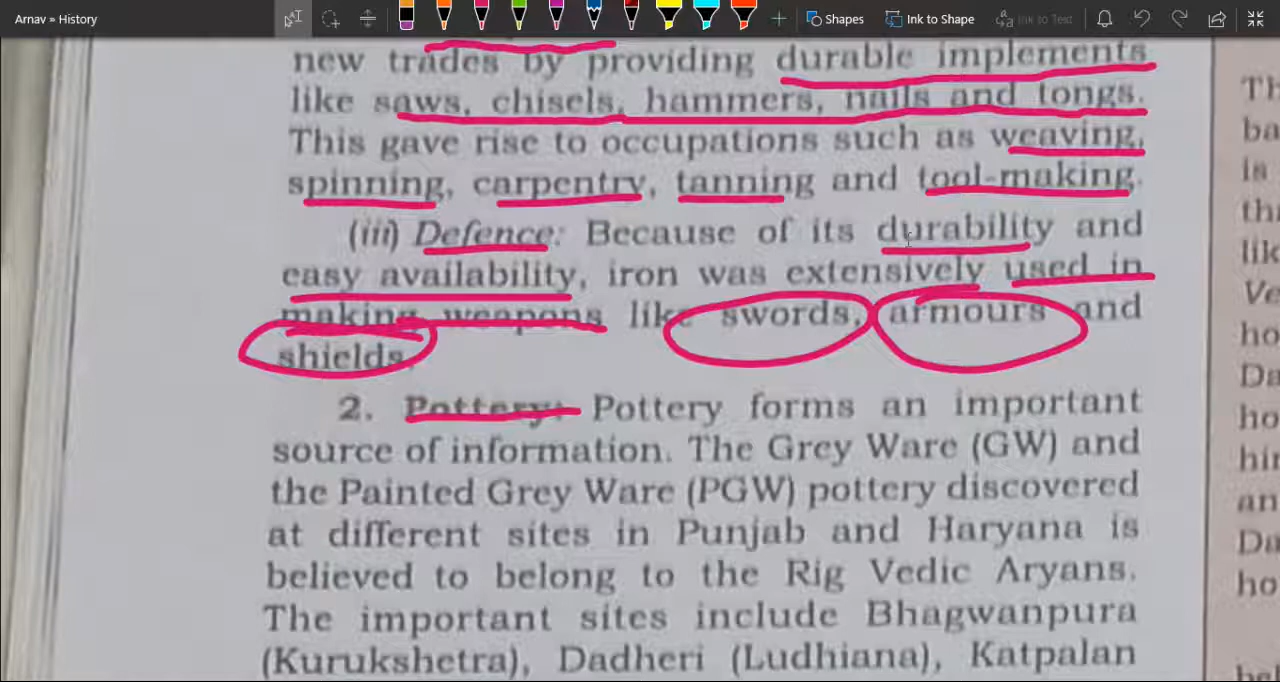 Arnav » History
Shapes
Ink to Shape
Ink to Text
new trades by providing durable implements
like saws, chisels, hammers, nails and tongs.
This gave rise to occupations such as weaving,
spinning, carpentry, tanning and tool-making.
(iii) Defence: Because of its durability and
easy availability, iron was extensively used in
making weapons like swords, armours and
shields.
2. Pottery: Pottery forms an important
source of information. The Grey Ware (GW) and
the Painted Grey Ware (PGW) pottery discovered
at different sites in Punjab and Haryana is
believed to belong to the Rig Vedic Aryans.
The important sites include Bhagwanpura
(Kurukshetra), Dadheri (Ludhiana), Katpalan